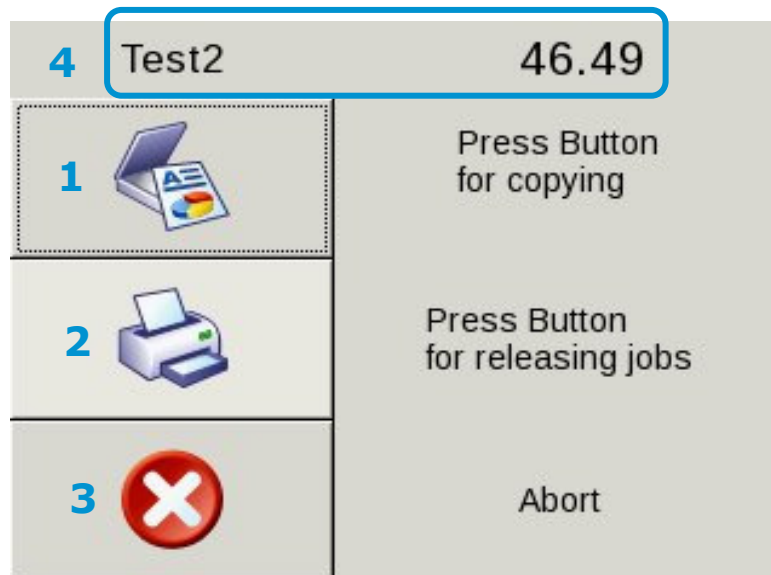 4 Test2 46.49
1 Press Button
for copying
2 Press Button
for releasing jobs
3 Abort